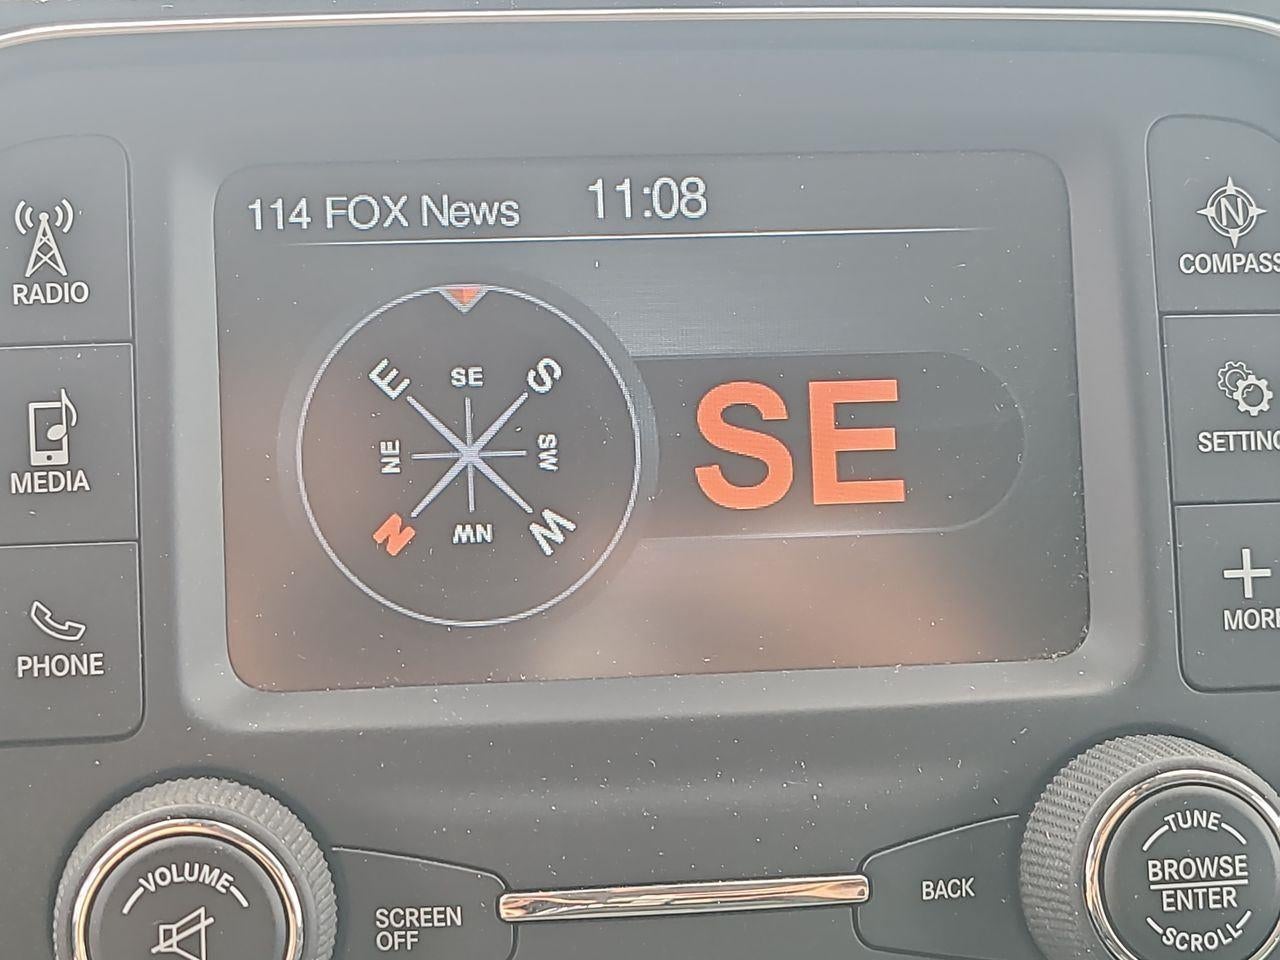 114 FOX News 11:08
RADIO
N
COMPASS
E SE S
NE SW
N NW W
SE
MEDIA
SETTING
PHONE
MORE
VOLUME
SCREEN
OFF
BACK
TUNE
BROWSE
ENTER
SCROLL